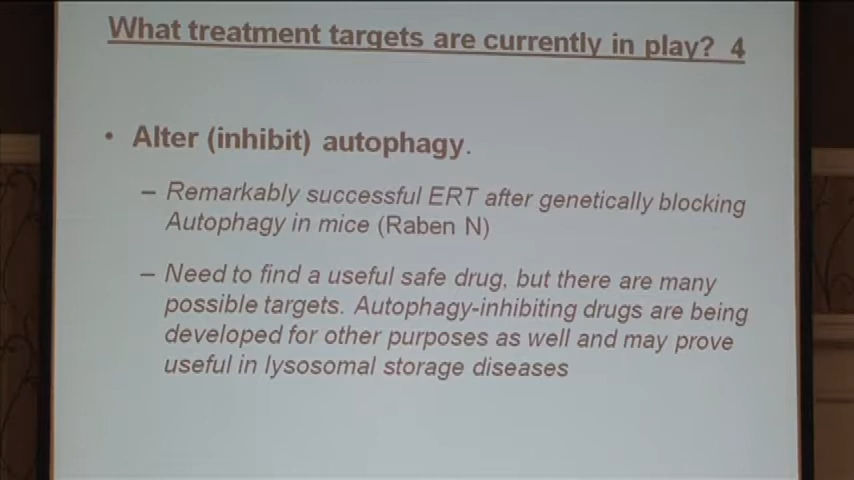 What treatment targets are currently in play? 4
• Alter (inhibit) autophagy.
– Remarkably successful ERT after genetically blocking
Autophagy in mice (Raben N)
– Need to find a useful safe drug, but there are many
possible targets. Autophagy-inhibiting drugs are being
developed for other purposes as well and may prove
useful in lysosomal storage diseases